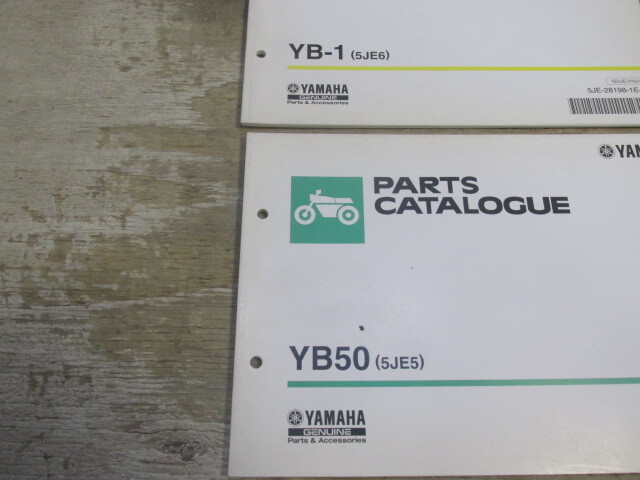 YB-1 (5JE6)
YAMAHA
GENUINE
Parts & Accessories
5JE-28198-1E
YAM
PARTS
CATALOGUE
YB50 (5JE5)
YAMAHA
GENUINE
Parts & Accessories